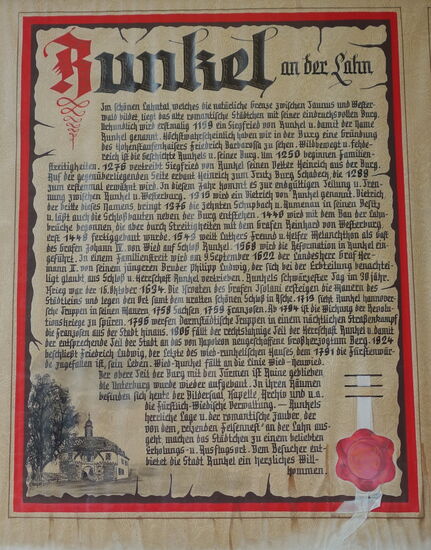 Runkel an der Lahn
Im schönen Lahntal welches die natürliche Grenze zwischen Taunus und Wester-
wald bildet, liegt das alte romantische Städtchen mit seiner eindrucksvollen Burg.
Urkundlich wird erstmalig 1159 ein Siegfried von Runkel u. damit der Name
Runkel genannt. Höchstwahrscheinlich haben wir in der Burg eine Gründung
des Hohenstaufenkaisers Friedrich Barbarossa zu sehen. Wildbewegt u. fehde-
reich ist die Geschichte Runkels u. seiner Burg. Um 1250 beginnen Familien-
streitigkeiten. 1276 vertreibt Siegfried von Runkel seinen Vetter Heinrich aus der Burg.
Auf der gegenüberliegenden Seite erbaut Heinrich zum Trutz Burg Schadeck, die 1288
zum erstenmal erwähnt wird. In diesem Jahr kommt es zur endgültigen Teilung u. Tren-
nung zwischen Runkel u. Westerburg. 1319 wird ein Dietrich von Runkel genannt. Dietrich
der dritte dieses Namens bringt 1376 die Zehnten Schupbach u. Aumenau in seinen Besitz
u. läßt auch die Schloßbauten neben der Burg entstehen. 1440 wird mit dem Bau der Lahn-
brücke begonnen, die aber durch Streitigkeiten mit dem Grafen Reinhard von Westerburg
erst 1448 fertiggebaut wurde. 1543 weilt Luthers Freund u. Helfer Melanchthon als Gast
des Grafen Johann IV. von Wied auf Schloß Runkel. 1568 wird die Reformation in Runkel ein-
geführt. In einem Familienstreit wird am 9. September 1622 der Landesherr Graf Her-
mann II. von seinem jüngeren Bruder Philipp Ludwig, der sich bei der Erbteilung benachtei-
ligt glaubt aus Schloß u. Herrschaft Runkel vertrieben. Runkels schwärzester Tag im 30 jähr.
Krieg war der 16. Oktober 1634. Die Kroaten des Grafen Isolani ersteigen die Mauern des
Städtleins und legen den Ort samt dem uralten schönen Schloß in Asche. 1713 sieht Runkel hannover-
sche Truppen in seinen Mauern 1758 Sachsen 1759 Franzosen. Ab 1794 ist die Wirkung der Revolu-
tionskriege zu spüren. 1796 werfen Darmstädtische Truppen in einem nächtlichen Straßenkampf
die Franzosen aus der Stadt hinaus. 1806 fällt der rechtslahnige Teil der Herrschaft Runkel u. damit
der entsprechende Teil der Stadt an das von Napoleon neugeschaffene Großherzogtum Berg. 1824
beschließt Friedrich Ludwig, der letzte des wied-runkelischen Hauses, dem 1791 die Fürstenwür-
de zugefallen ist, sein Leben. Wied-Runkel fällt an die Linie Wied-Neuwied.
Der obere Teil der Burg mit den Türmen ist Ruine geblieben
die Unterburg wurde wieder aufgebaut. In ihren Räumen
befinden sich heute der Rittersaal, Kapelle, Archiv und u.a.
die Fürstlich-Wiedische Verwaltung. – Runkels
herrliche Lage u. der romantische Zauber, der
von dem „reizenden Felsennest“ an der Lahn aus-
geht machen das Städtchen zu einem beliebten
Erholungs- u. Ausflugsort. Dem Besucher ent-
bietet die Stadt Runkel ein herzliches Will-
kommen.